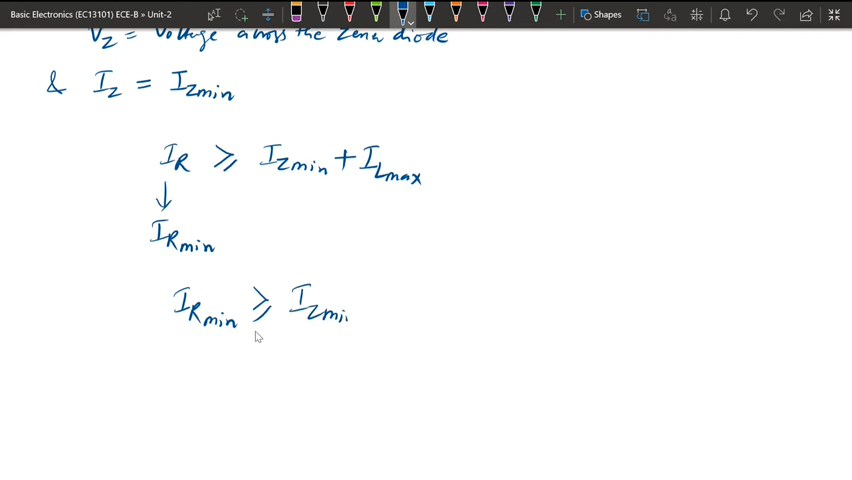 Basic Electronics (EC13101) ECE-B » Unit-2
Shapes
V_Z = Voltage across the Zener diode
& I_Z = I_Zmin
I_R ≥ I_Zmin + I_Lmax
↓
I_Rmin
I_Rmin ≥ I_Zmi